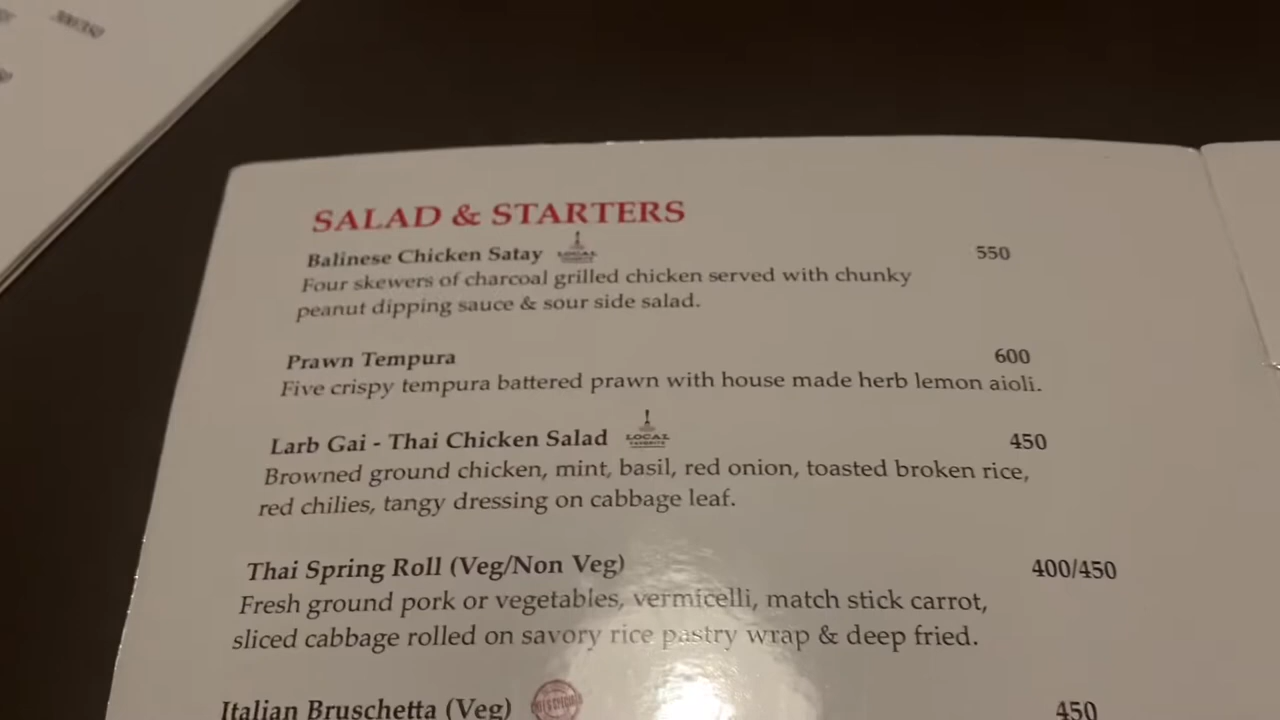 SALAD & STARTERS
Balinese Chicken Satay LOCAL 550
Four skewers of charcoal grilled chicken served with chunky
peanut dipping sauce & sour side salad.
Prawn Tempura 600
Five crispy tempura battered prawn with house made herb lemon aioli.
Larb Gai - Thai Chicken Salad LOCAL FAVORITE 450
Browned ground chicken, mint, basil, red onion, toasted broken rice,
red chilies, tangy dressing on cabbage leaf.
Thai Spring Roll (Veg/Non Veg) 400/450
Fresh ground pork or vegetables, vermicelli, match stick carrot,
sliced cabbage rolled on savory rice pastry wrap & deep fried.
Italian Bruschetta (Veg) 450